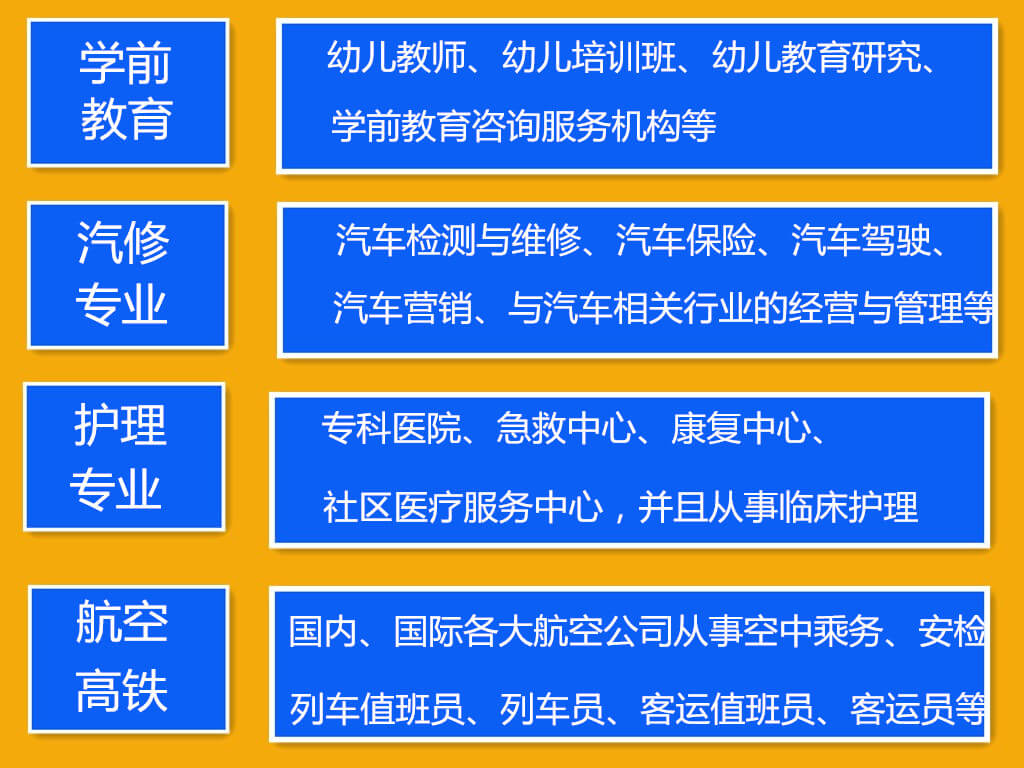 学前
教育
幼儿教师、幼儿培训班、幼儿教育研究、
学前教育咨询服务机构等
汽修
专业
汽车检测与维修、汽车保险、汽车驾驶、
汽车营销、与汽车相关行业的经营与管理等
护理
专业
专科医院、急救中心、康复中心、
社区医疗服务中心，并且从事临床护理
航空
高铁
国内、国际各大航空公司从事空中乘务、安检
列车值班员、列车员、客运值班员、客运员等